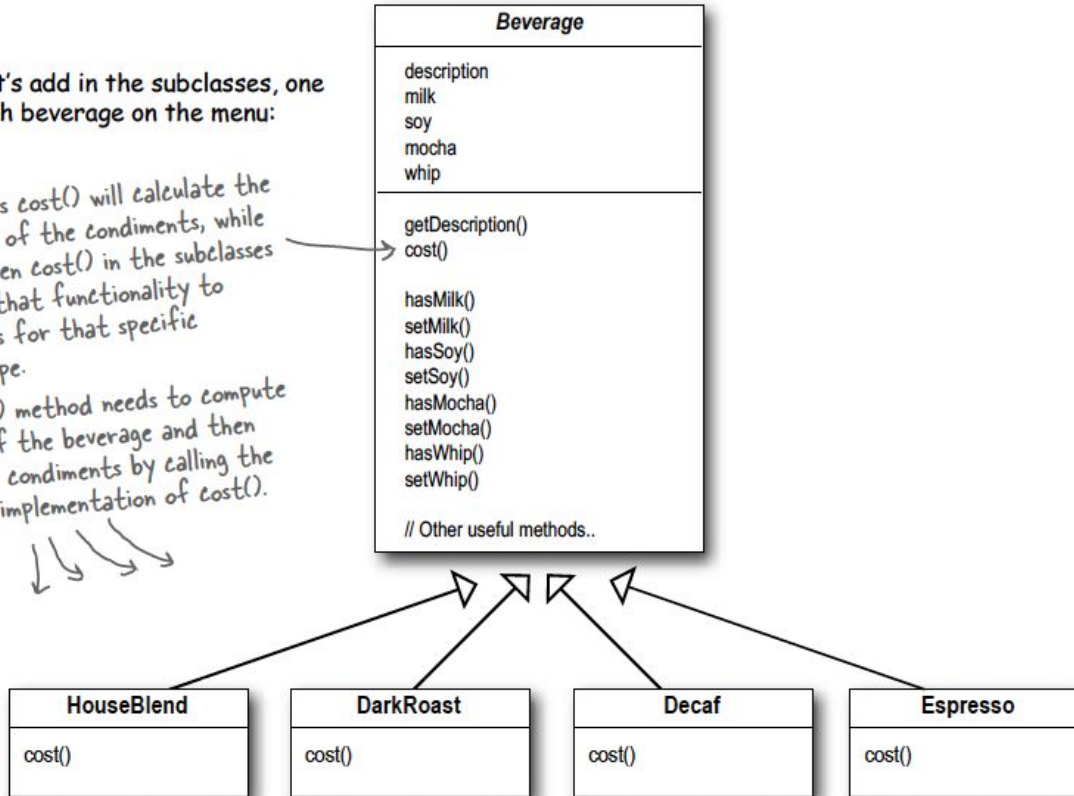 Beverage
description
milk
soy
mocha
whip
getDescription()
cost()
hasMilk()
setMilk()
hasSoy()
setSoy()
hasMocha()
setMocha()
hasWhip()
setWhip()
// Other useful methods..
t's add in the subclasses, one
h beverage on the menu:
s cost() will calculate the
of the condiments, while
en cost() in the subclasses
that functionality to
s for that specific
pe.
) method needs to compute
f the beverage and then
condiments by calling the
implementation of cost().
HouseBlend
cost()
DarkRoast
cost()
Decaf
cost()
Espresso
cost()